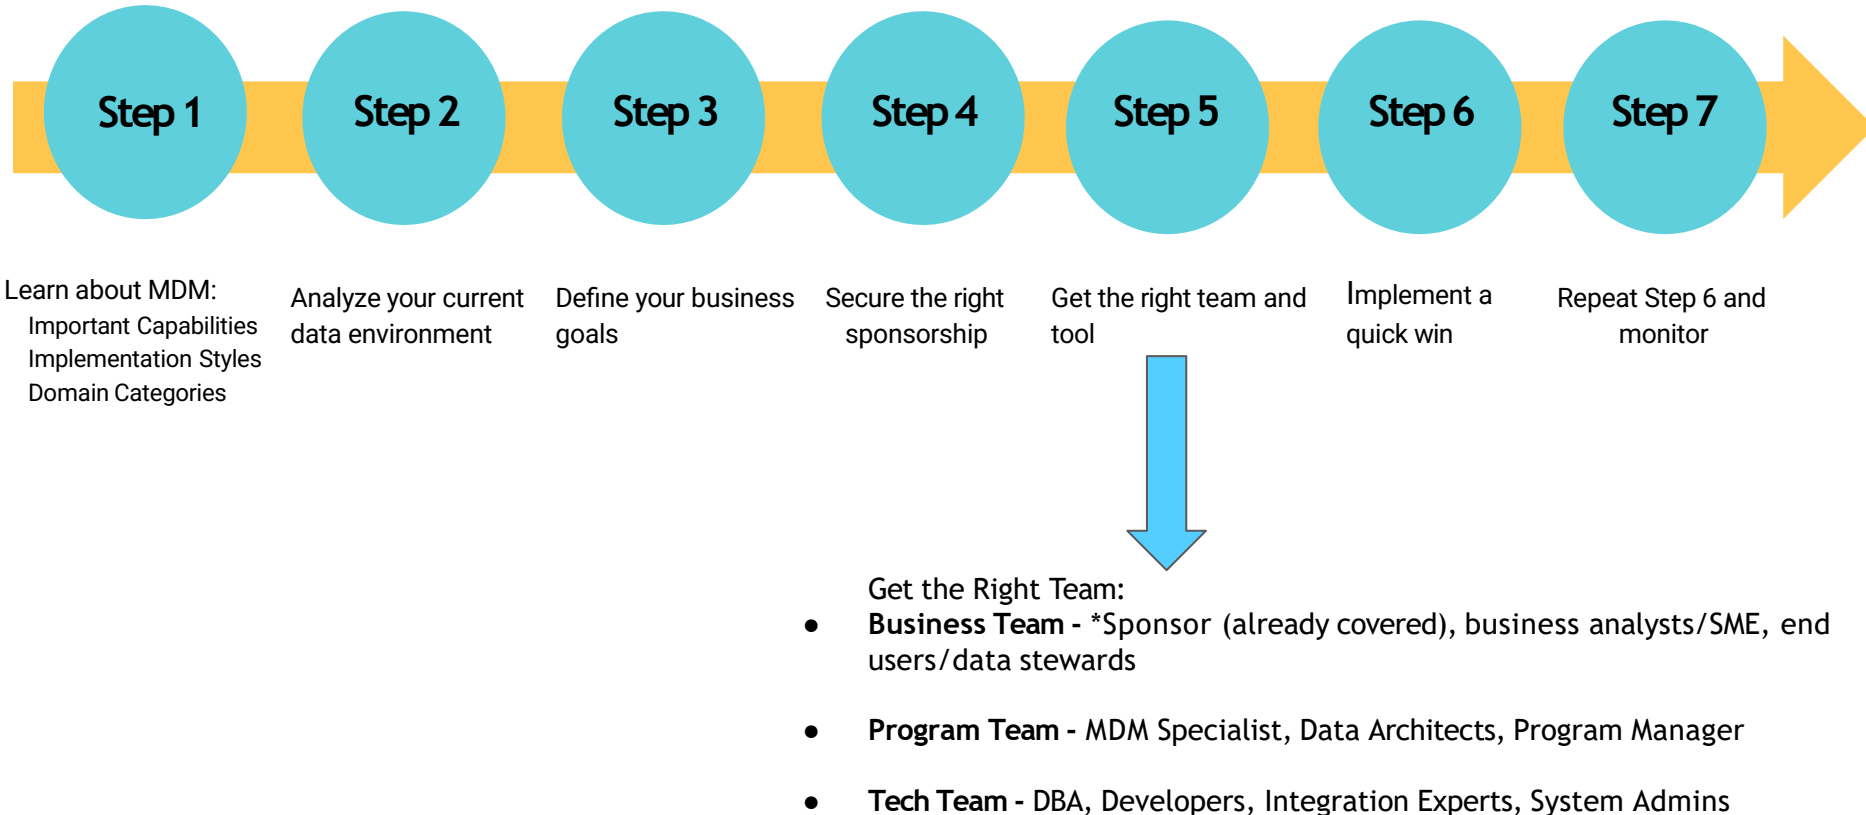 Step 1
Step 2
Step 3
Step 4
Step 5
Step 6
Step 7
Learn about MDM:
Important Capabilities
Implementation Styles
Domain Categories
Analyze your current
data environment
Define your business
goals
Secure the right
sponsorship
Get the right team and
tool
Implement a
quick win
Repeat Step 6 and
monitor
Get the Right Team:
● Business Team - *Sponsor (already covered), business analysts/SME, end
users/data stewards
● Program Team - MDM Specialist, Data Architects, Program Manager
● Tech Team - DBA, Developers, Integration Experts, System Admins